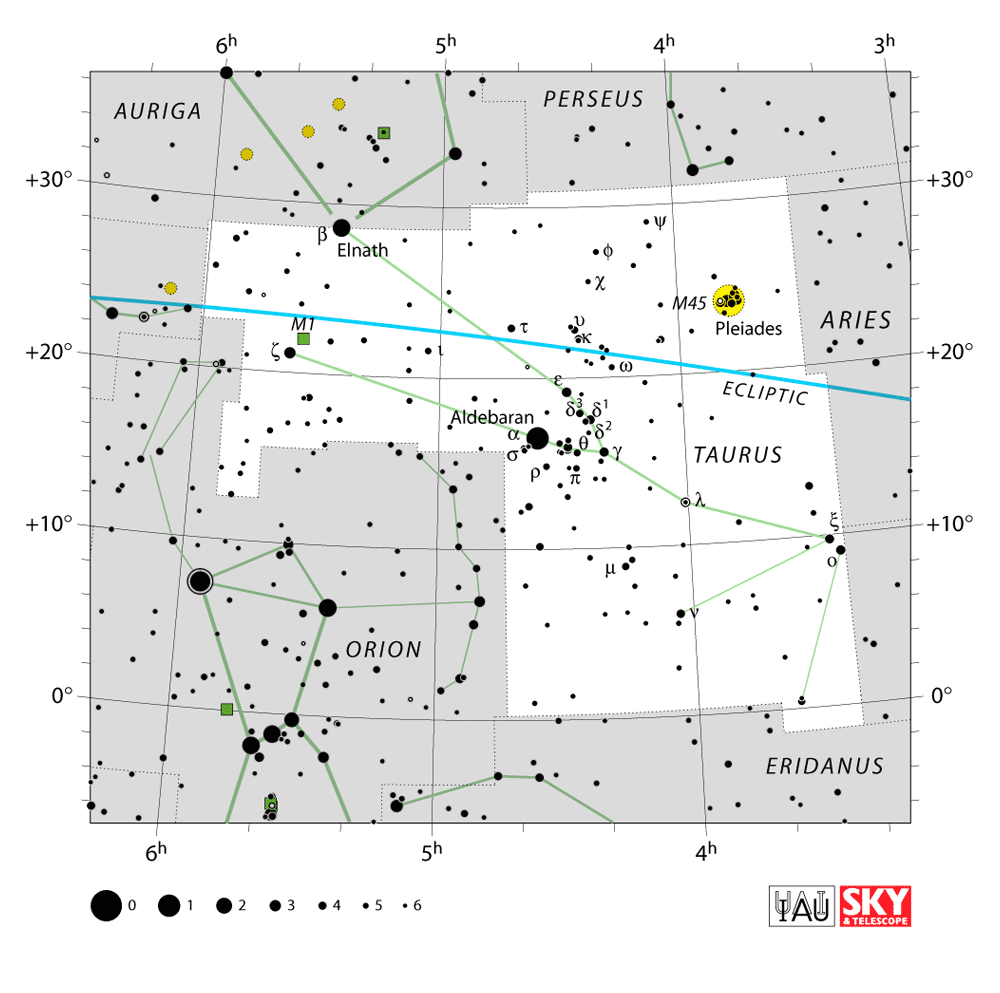 6h 5h 4h 3h
AURIGA
PERSEUS
+30° +30°
ψ
β
Elnath
φ
χ
M45
Pleiades
ARIES
M1
τ
υ
κ
+20° +20°
ζ
ι
ω
ε
ECLIPTIC
δ3 δ1
Aldebaran
α
δ2
σ
θ
γ
TAURUS
ρ
π
λ
+10° +10°
ξ
ο
μ
ν
ORION
0° 0°
ERIDANUS
6h 5h 4h
0 1 2 3 4 5 6
IAU
SKY
& TELESCOPE